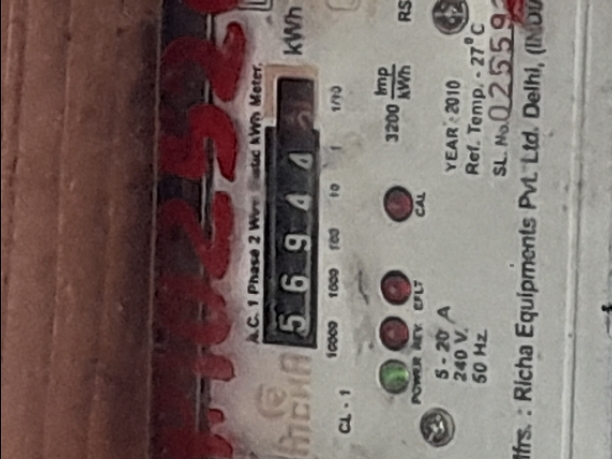 kWh
A.C. 1 Phase 2 Wire Static kWh Meter.
5 6 9 4 4
10000 1000 100 10 1 1/10
RICHA
CL - 1
3200 Imp/kWh
RS
POWER REV. EFLT CAL
5 - 20 A
240 V.
50 Hz.
YEAR : 2010
Ref. Temp. - 27°C
SL. No. 02559
Mfrs. : Richa Equipments Pvt. Ltd. Delhi,